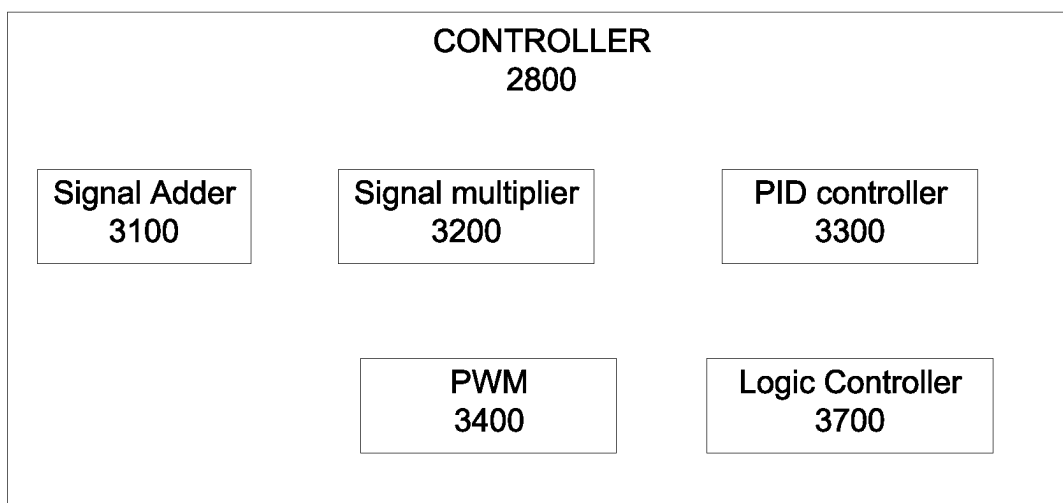 CONTROLLER
2800
Signal Adder
3100
Signal multiplier
3200
PID controller
3300
PWM
3400
Logic Controller
3700